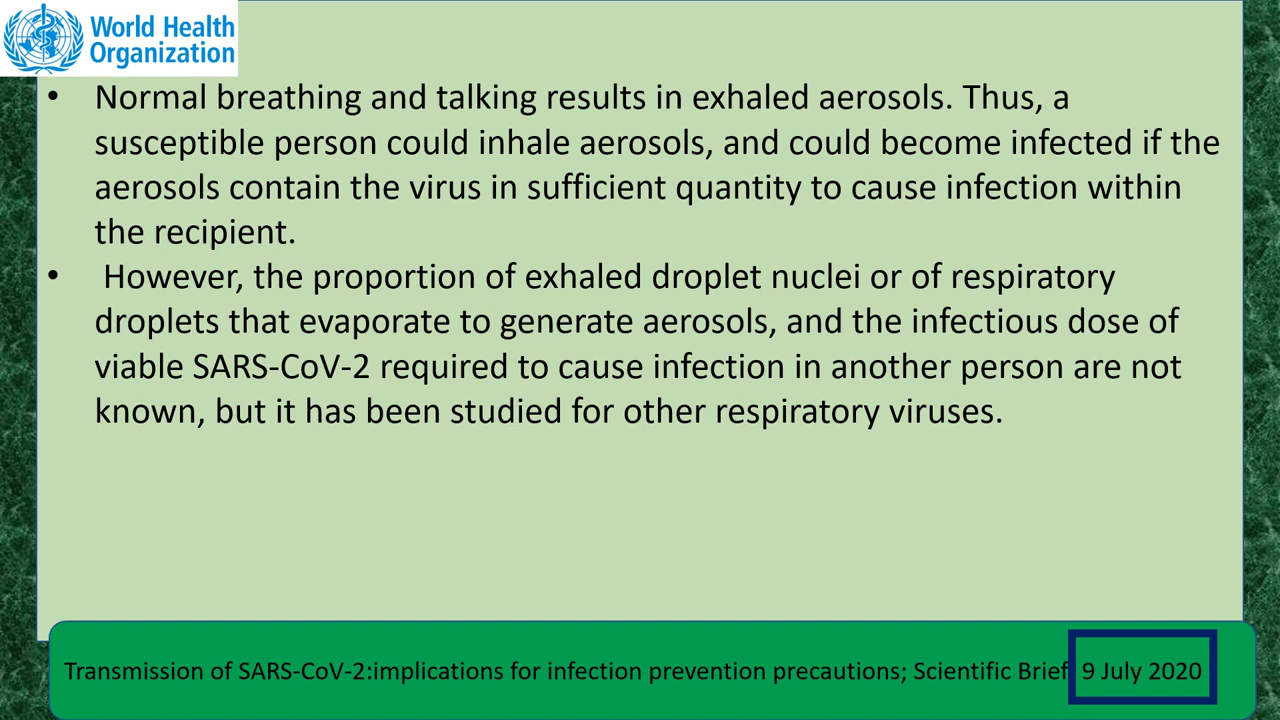 World Health
Organization
• Normal breathing and talking results in exhaled aerosols. Thus, a
susceptible person could inhale aerosols, and could become infected if the
aerosols contain the virus in sufficient quantity to cause infection within
the recipient.
• However, the proportion of exhaled droplet nuclei or of respiratory
droplets that evaporate to generate aerosols, and the infectious dose of
viable SARS-CoV-2 required to cause infection in another person are not
known, but it has been studied for other respiratory viruses.
Transmission of SARS-CoV-2:implications for infection prevention precautions; Scientific Brief 9 July 2020